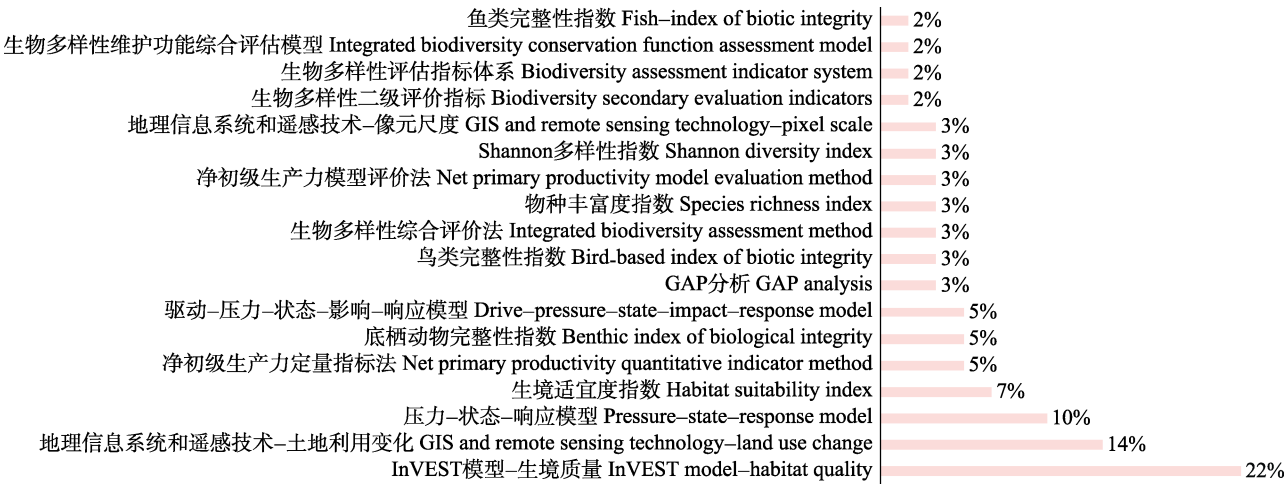 鱼类完整性指数 Fish–index of biotic integrity 2%
生物多样性维护功能综合评估模型 Integrated biodiversity conservation function assessment model 2%
生物多样性评估指标体系 Biodiversity assessment indicator system 2%
生物多样性二级评价指标 Biodiversity secondary evaluation indicators 2%
地理信息系统和遥感技术–像元尺度 GIS and remote sensing technology–pixel scale 3%
Shannon多样性指数 Shannon diversity index 3%
净初级生产力模型评价法 Net primary productivity model evaluation method 3%
物种丰富度指数 Species richness index 3%
生物多样性综合评价法 Integrated biodiversity assessment method 3%
鸟类完整性指数 Bird-based index of biotic integrity 3%
GAP分析 GAP analysis 3%
驱动–压力–状态–影响–响应模型 Drive–pressure–state–impact–response model 5%
底栖动物完整性指数 Benthic index of biological integrity 5%
净初级生产力定量指标法 Net primary productivity quantitative indicator method 5%
生境适宜度指数 Habitat suitability index 7%
压力–状态–响应模型 Pressure–state–response model 10%
地理信息系统和遥感技术–土地利用变化 GIS and remote sensing technology–land use change 14%
InVEST模型–生境质量 InVEST model–habitat quality 22%